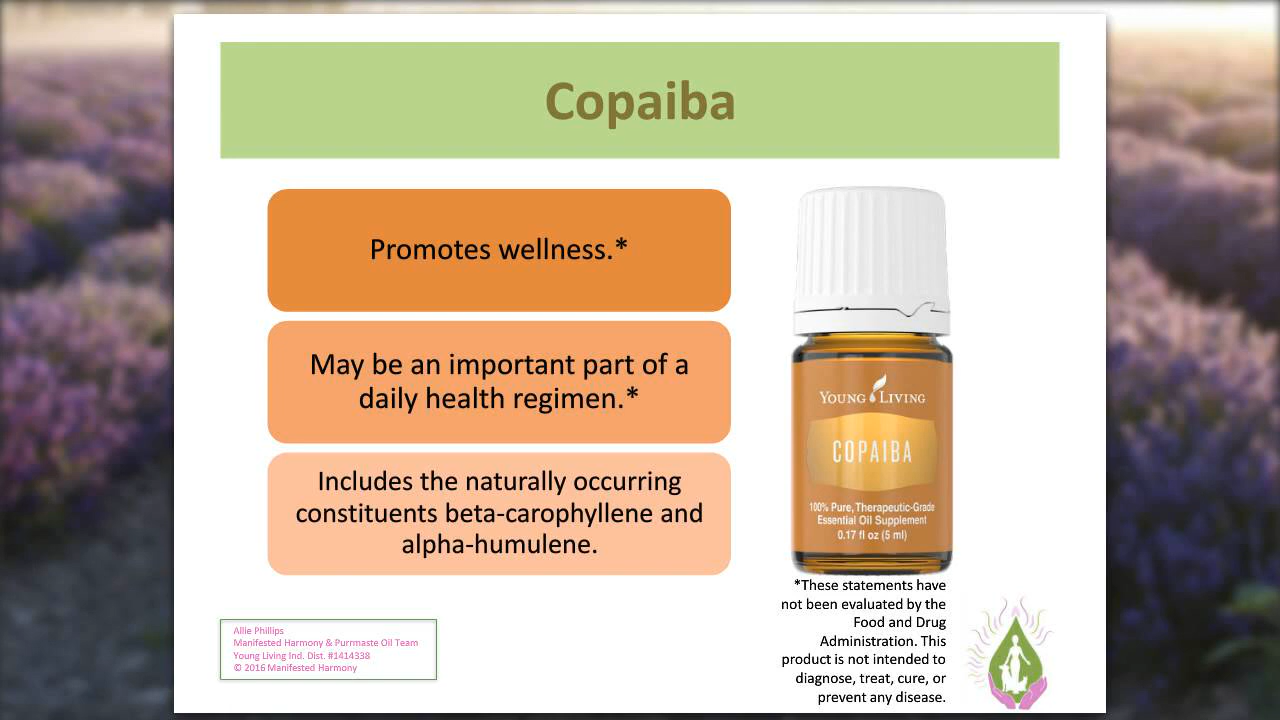 Copaiba
Promotes wellness.*
May be an important part of a
daily health regimen.*
Includes the naturally occurring
constituents beta-carophyllene and
alpha-humulene.
YOUNG LIVING
COPAIBA
100% Pure, Therapeutic-Grade
Essential Oil Supplement
0.17 fl oz (5 ml)
*These statements have
not been evaluated by the
Food and Drug
Administration. This
product is not intended to
diagnose, treat, cure, or
prevent any disease.
Allie Phillips
Manifested Harmony & Purrmaste Oil Team
Young Living Ind. Dist. #1414338
© 2016 Manifested Harmony